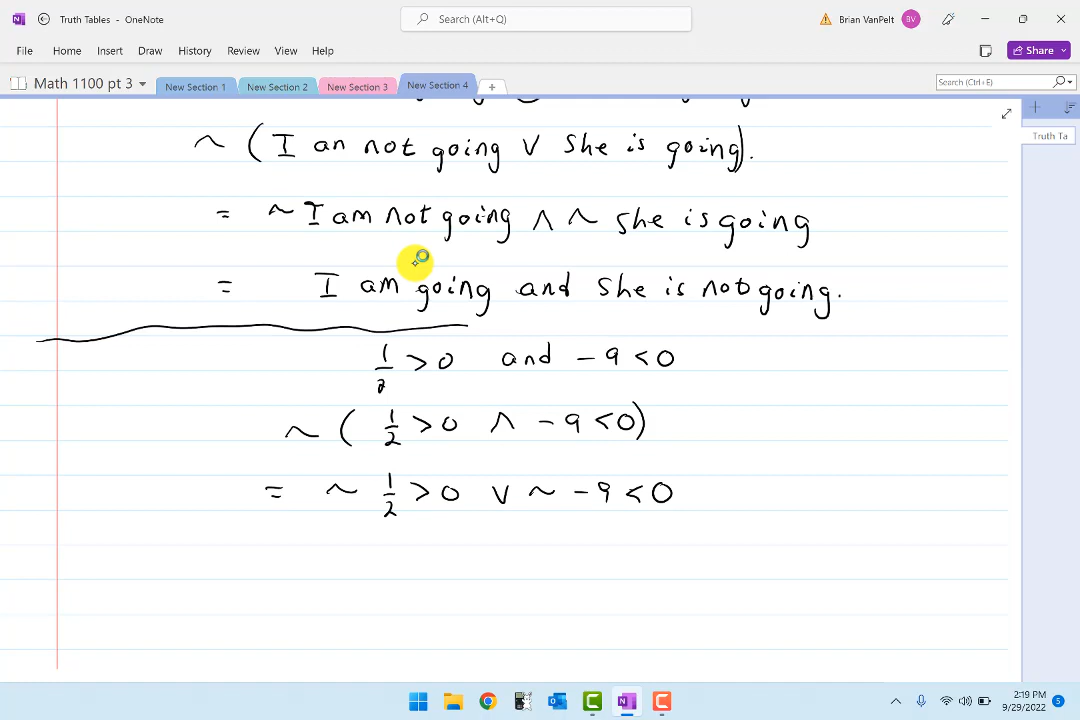 Truth Tables - OneNote
Search (Alt+Q)
Brian VanPelt
BV
File Home Insert Draw History Review View Help
Share
Math 1100 pt 3
New Section 1
New Section 2
New Section 3
New Section 4
+
Search (Ctrl+E)
Truth Ta
~ (I an not going ∨ She is going).
= ~ I am not going ∧ ~ she is going
= I am going and she is not going.
1/2 > 0 and -9 < 0
~ ( 1/2 > 0 ∧ -9 < 0)
= ~ 1/2 > 0 ∨ ~ -9 < 0
2:19 PM
9/29/2022
5